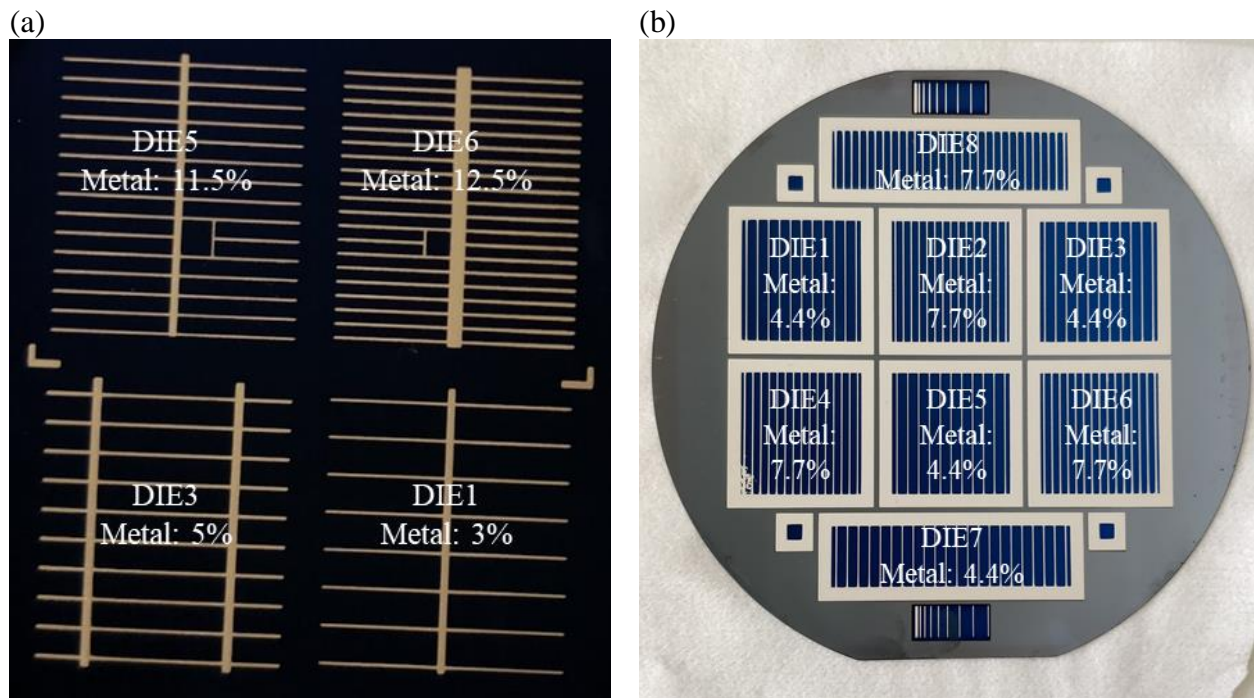 (a)
(b)
DIE5
Metal: 11.5%
DIE6
Metal: 12.5%
DIE3
Metal: 5%
DIE1
Metal: 3%
DIE8
Metal: 7.7%
DIE1
Metal:
4.4%
DIE2
Metal:
7.7%
DIE3
Metal:
4.4%
DIE4
Metal:
7.7%
DIE5
Metal:
4.4%
DIE6
Metal:
7.7%
DIE7
Metal: 4.4%